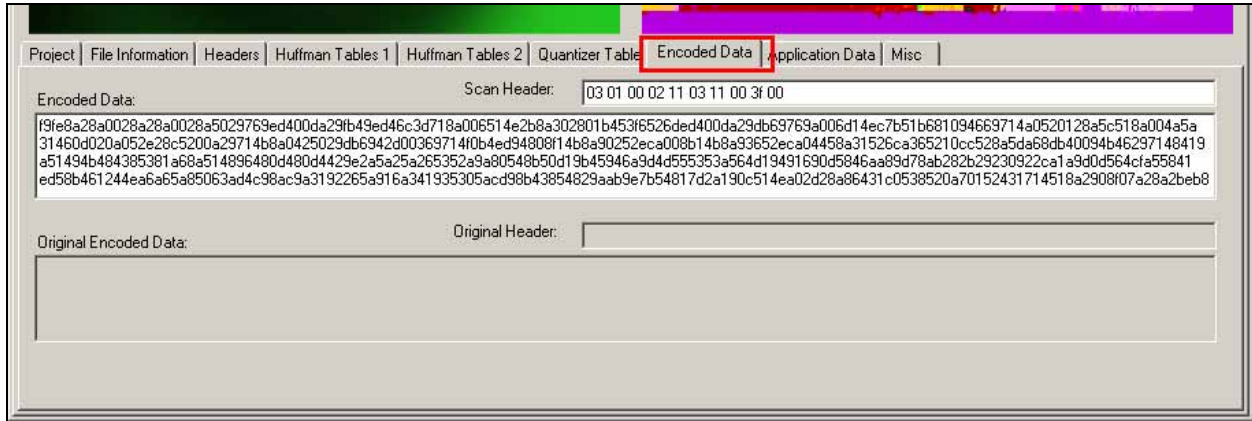 Project File Information Headers Huffman Tables 1 Huffman Tables 2 Quantizer Table Encoded Data Application Data Misc
Encoded Data: Scan Header: 03 01 00 02 11 03 11 00 3f 00
f9fe8a28a0028a28a0028a5029769ed400da29fb49ed46c3d718a006514e2b8a302801b453f6526ded400da29db69769a006d14ec7b51b681094669714a0520128a5c518a004a5a
31460d020a052e28c5200a29714b8a0425029db6942d00369714f0b4ed94808f14b8a90252eca008b14b8a93652eca04458a31526ca365210cc528a5da68db40094b46297148419
a51494b484385381a68a514896480d480d4429e2a5a25a265352a9a80548b50d19b45946a9d4d555353a564d19491690d5846aa89d78ab282b29230922ca1a9d0d564cfa55841
ed58b461244ea6a65a85063ad4c98ac9a3192265a916a341935305acd98b43854829aab9e7b54817d2a190c514ea02d28a86431c0538520a70152431714518a2908f07a28a2beb8
Original Encoded Data: Original Header: